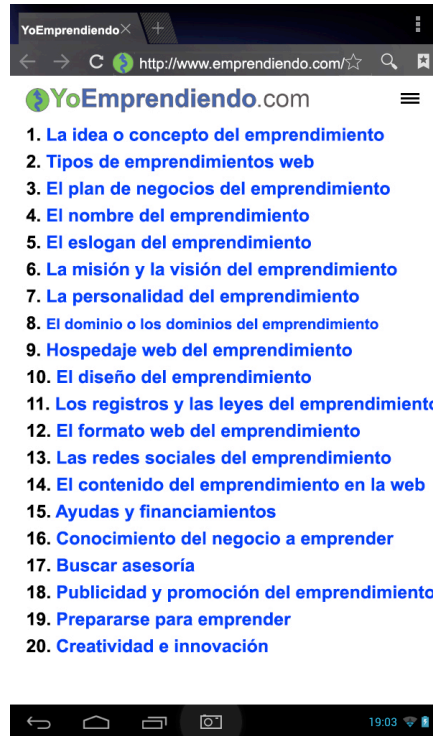 YoEmprendiendo
http://www.emprendiendo.com/
YoEmprendiendo.com
1. La idea o concepto del emprendimiento
2. Tipos de emprendimientos web
3. El plan de negocios del emprendimiento
4. El nombre del emprendimiento
5. El eslogan del emprendimiento
6. La misión y la visión del emprendimiento
7. La personalidad del emprendimiento
8. El dominio o los dominios del emprendimiento
9. Hospedaje web del emprendimiento
10. El diseño del emprendimiento
11. Los registros y las leyes del emprendimiento
12. El formato web del emprendimiento
13. Las redes sociales del emprendimiento
14. El contenido del emprendimiento en la web
15. Ayudas y financiamientos
16. Conocimiento del negocio a emprender
17. Buscar asesoría
18. Publicidad y promoción del emprendimiento
19. Prepararse para emprender
20. Creatividad e innovación
19:03